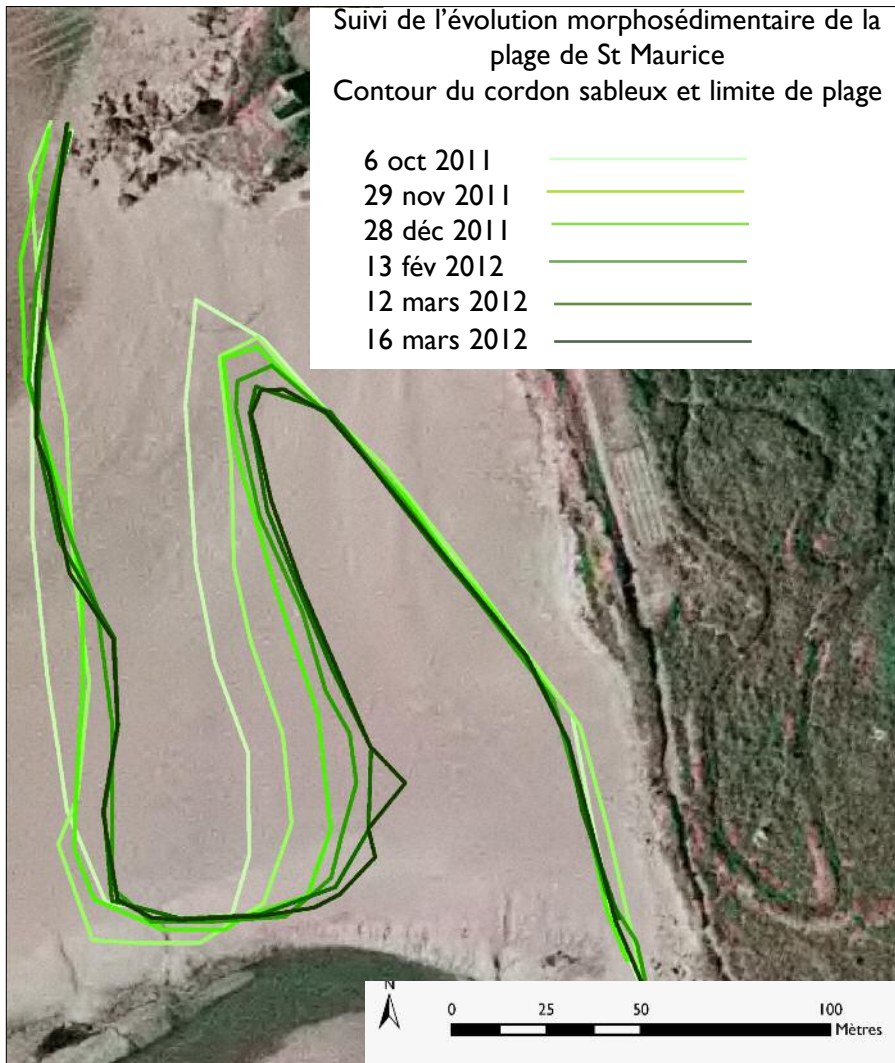 Suivi de l’évolution morphosédimentaire de la
plage de St Maurice
Contour du cordon sableux et limite de plage
6 oct 2011
29 nov 2011
28 déc 2011
13 fév 2012
12 mars 2012
16 mars 2012
N
0 25 50 100
Mètres